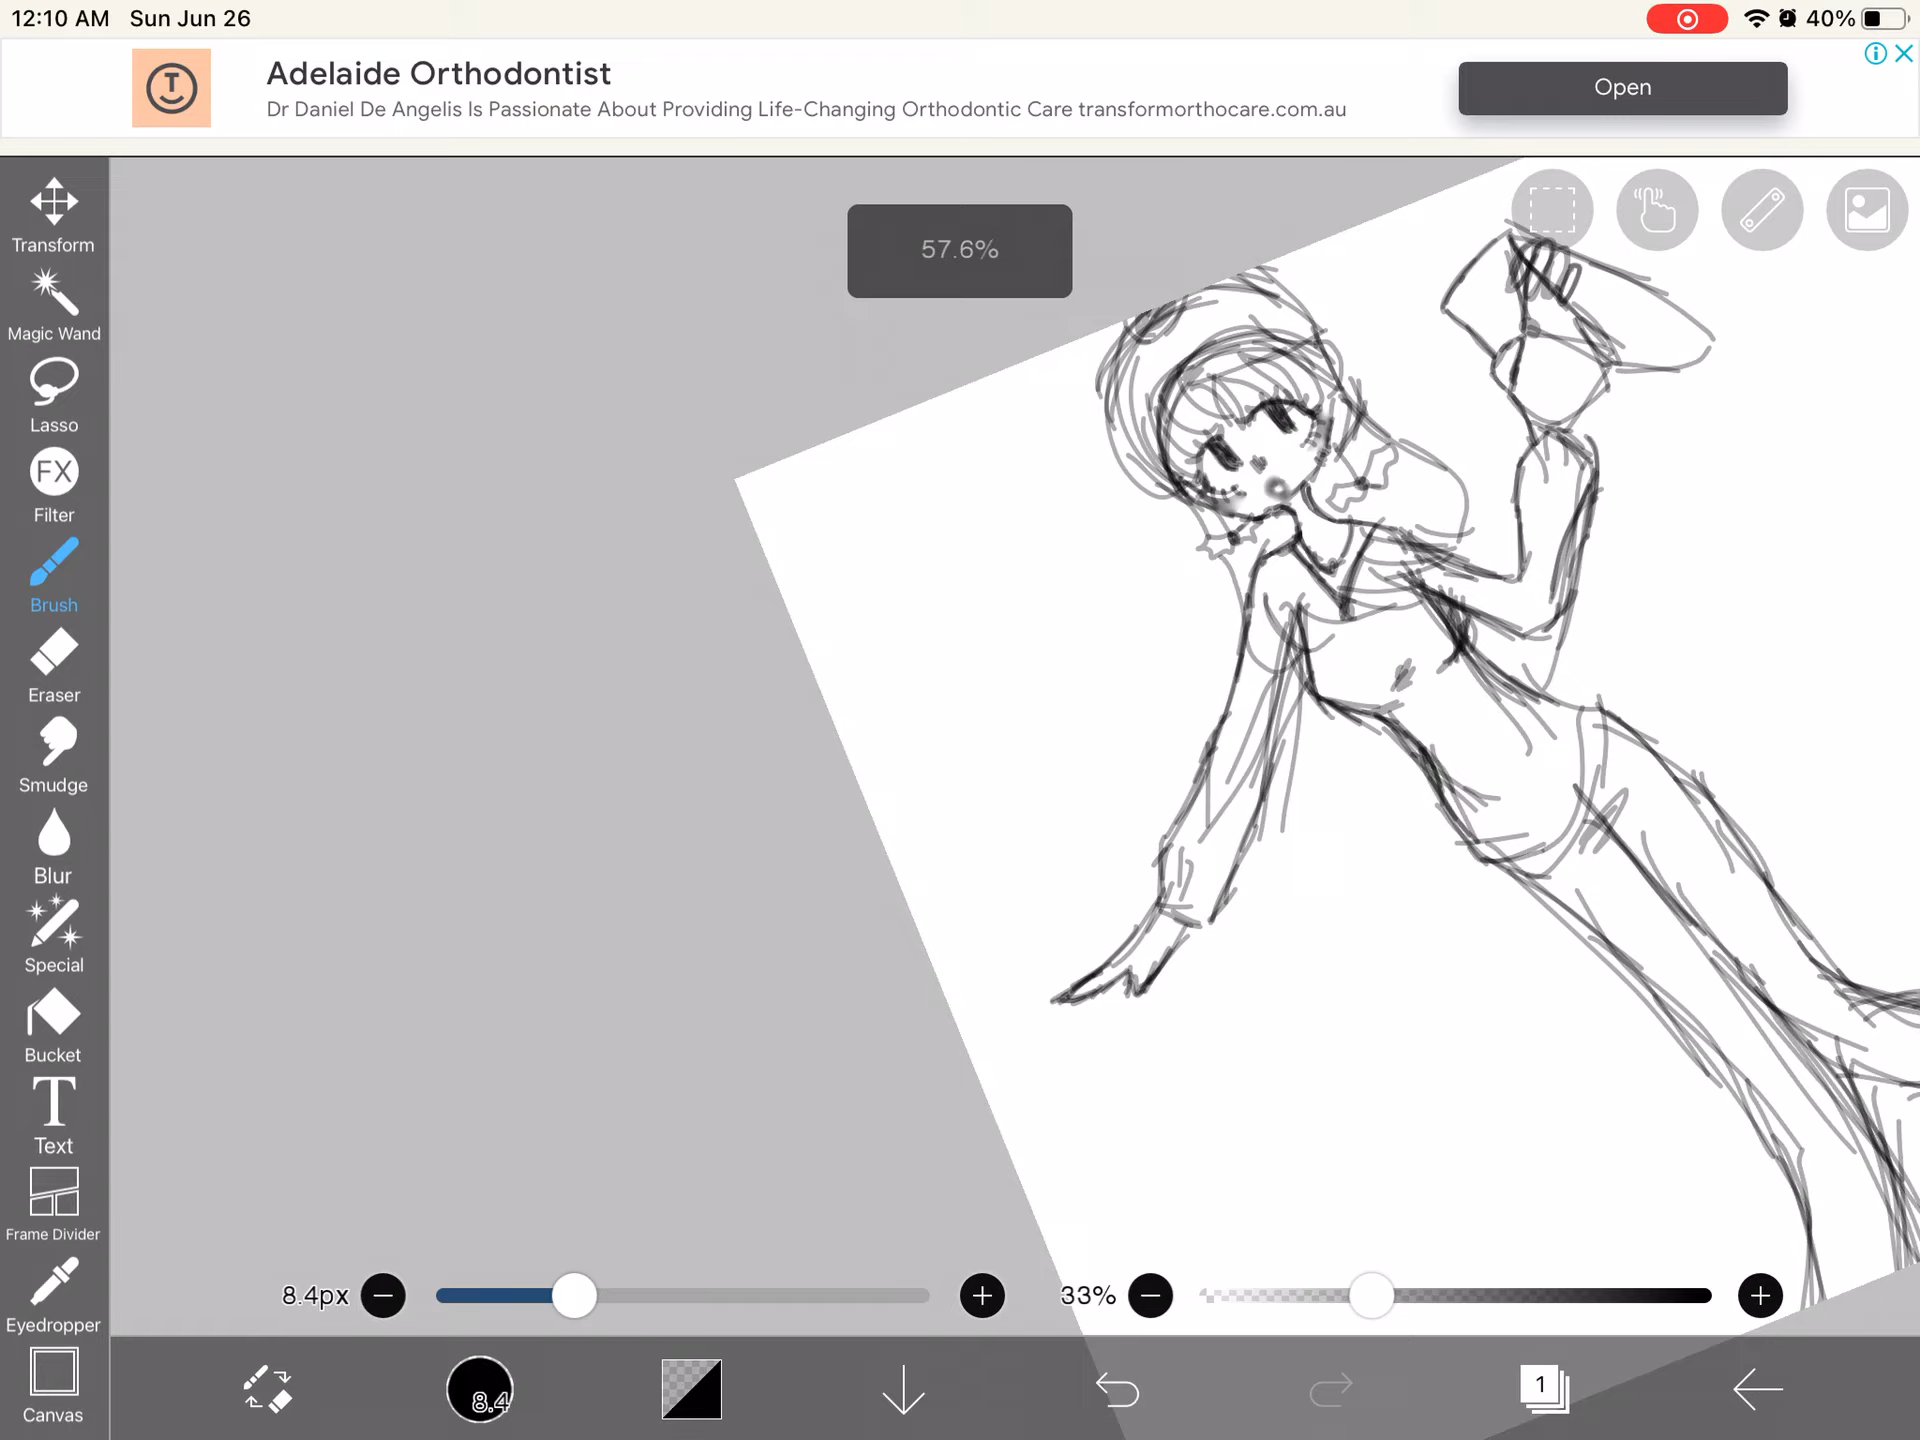 12:10 AM Sun Jun 26
40%
Adelaide Orthodontist
Dr Daniel De Angelis Is Passionate About Providing Life-Changing Orthodontic Care transformorthocare.com.au
Open
57.6%
Transform
Magic Wand
Lasso
FX
Filter
Brush
Eraser
Smudge
Blur
Special
Bucket
T
Text
Frame Divider
Eyedropper
Canvas
8.4px
33%
8.4
1